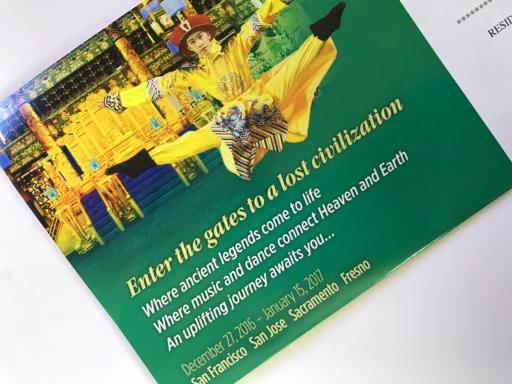 ********
RESID
Enter the gates to a lost civilization
Where ancient legends come to life
Where music and dance connect Heaven and Earth
An uplifting journey awaits you...
December 27, 2016 – January 15, 2017
San Francisco San Jose Sacramento Fresno